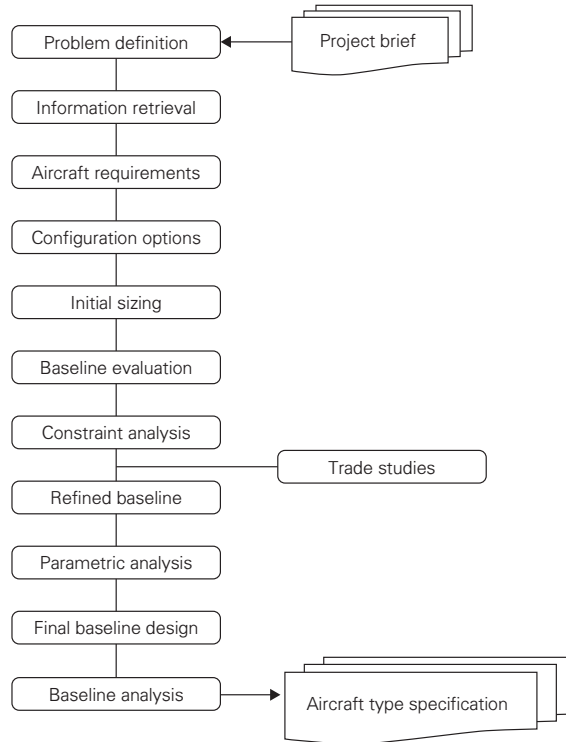 Problem definition
Project brief
Information retrieval
Aircraft requirements
Configuration options
Initial sizing
Baseline evaluation
Constraint analysis
Trade studies
Refined baseline
Parametric analysis
Final baseline design
Baseline analysis
Aircraft type specification